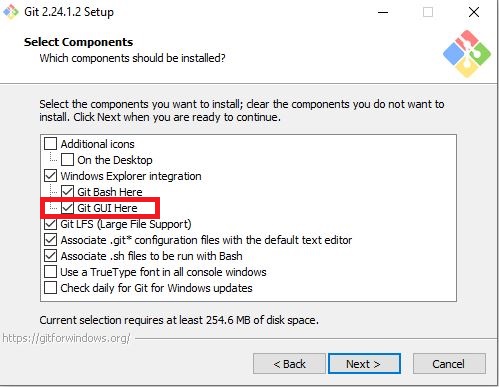 Git 2.24.1.2 Setup
Select Components
Which components should be installed?
Select the components you want to install; clear the components you do not want to
install. Click Next when you are ready to continue.
Additional icons
On the Desktop
Windows Explorer integration
Git Bash Here
Git GUI Here
Git LFS (Large File Support)
Associate .git* configuration files with the default text editor
Associate .sh files to be run with Bash
Use a TrueType font in all console windows
Check daily for Git for Windows updates
Current selection requires at least 254.6 MB of disk space.
https://gitforwindows.org/
< Back Next > Cancel